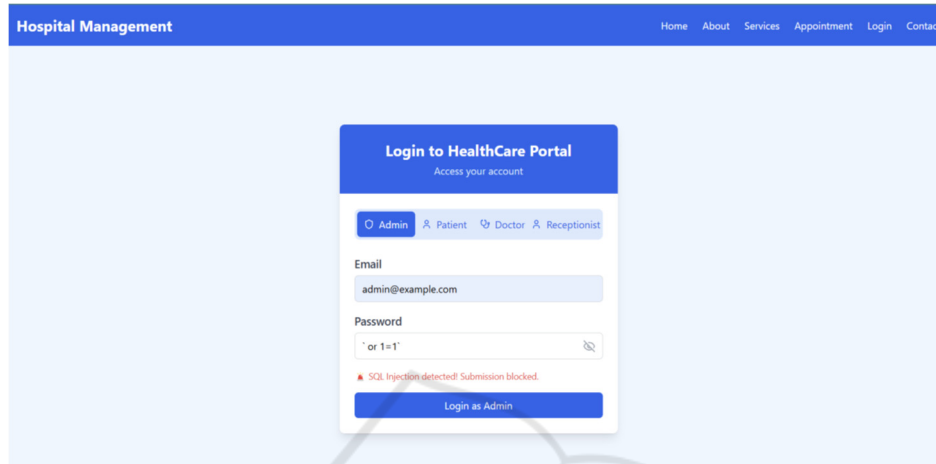 Hospital Management Home About Services Appointment Login Contac
Login to HealthCare Portal
Access your account
Admin Patient Doctor Receptionist
Email
admin@example.com
Password
` or 1=1`
SQL Injection detected! Submission blocked.
Login as Admin